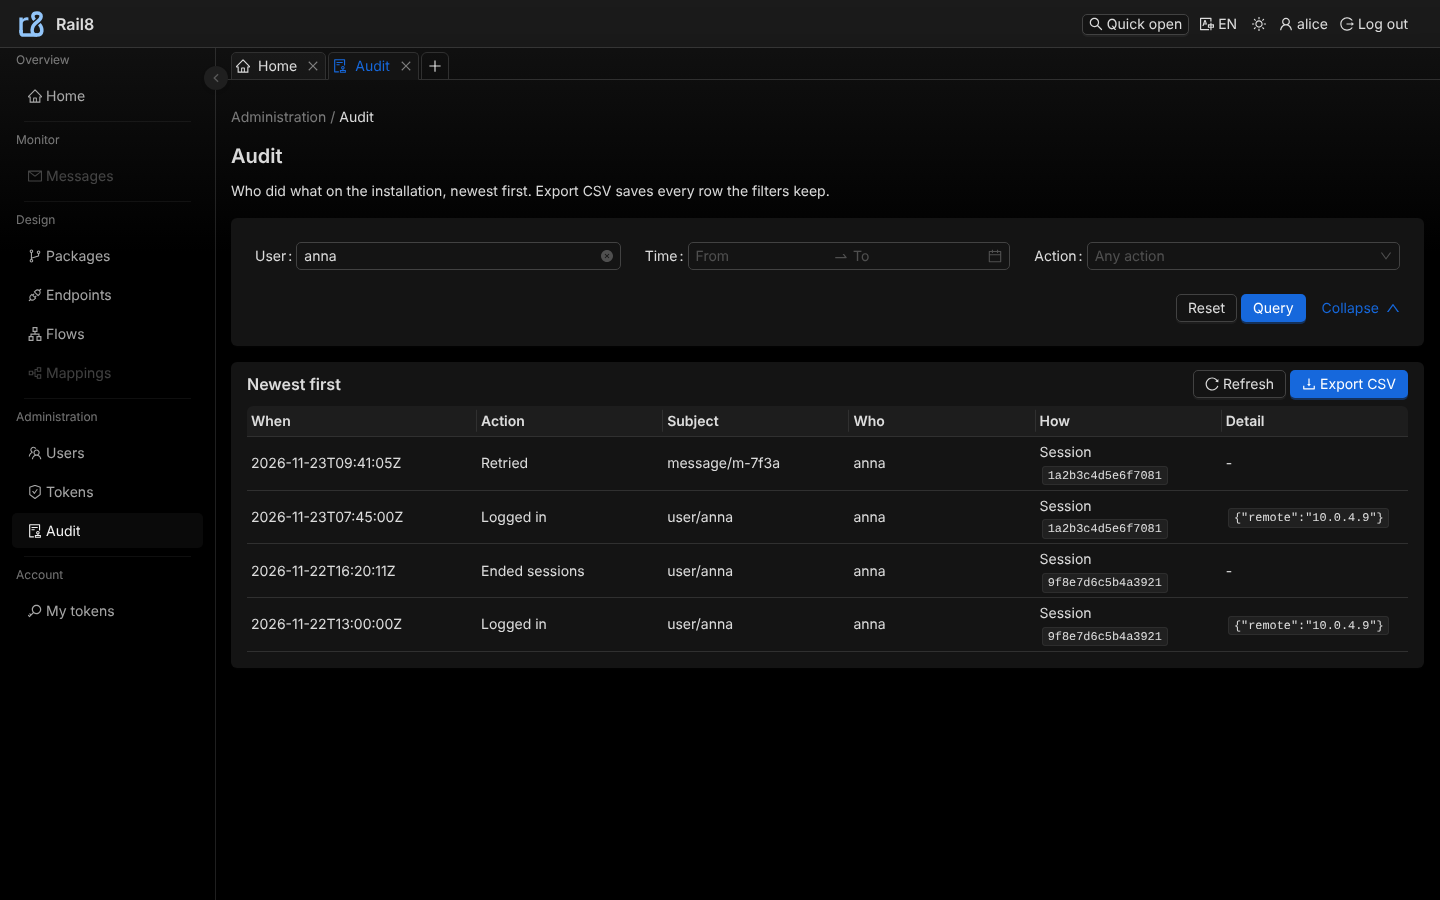 r8 Rail8
Quick open EN alice Log out
Overview
Home
Monitor
Messages
Design
Packages
Endpoints
Flows
Mappings
Administration
Users
Tokens
Audit
Account
My tokens
Home Audit
Administration / Audit
Audit
Who did what on the installation, newest first. Export CSV saves every row the filters keep.
User: anna Time: From To Action: Any action
Reset Query Collapse
Newest first Refresh Export CSV
When Action Subject Who How Detail
2026-11-23T09:41:05Z Retried message/m-7f3a anna Session 1a2b3c4d5e6f7081 -
2026-11-23T07:45:00Z Logged in user/anna anna Session 1a2b3c4d5e6f7081 {"remote":"10.0.4.9"}
2026-11-22T16:20:11Z Ended sessions user/anna anna Session 9f8e7d6c5b4a3921 -
2026-11-22T13:00:00Z Logged in user/anna anna Session 9f8e7d6c5b4a3921 {"remote":"10.0.4.9"}